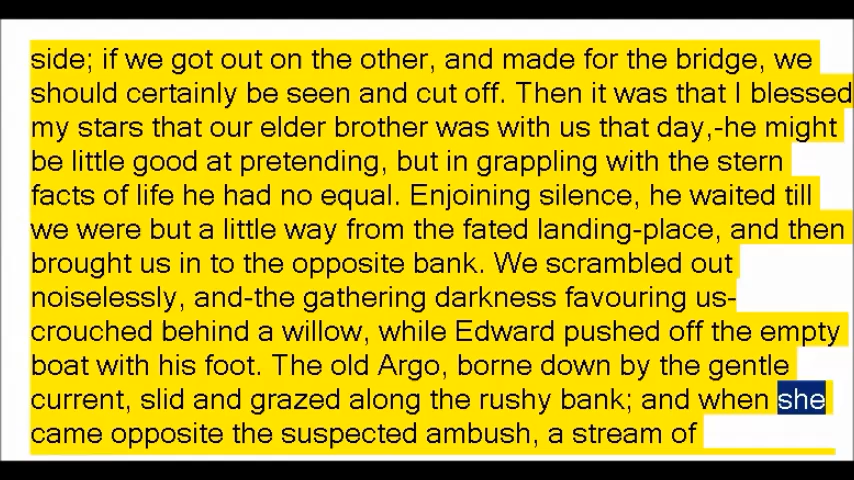 side; if we got out on the other, and made for the bridge, we
should certainly be seen and cut off. Then it was that I blessed
my stars that our elder brother was with us that day,-he might
be little good at pretending, but in grappling with the stern
facts of life he had no equal. Enjoining silence, he waited till
we were but a little way from the fated landing-place, and then
brought us in to the opposite bank. We scrambled out
noiselessly, and-the gathering darkness favouring us-
crouched behind a willow, while Edward pushed off the empty
boat with his foot. The old Argo, borne down by the gentle
current, slid and grazed along the rushy bank; and when she
came opposite the suspected ambush, a stream of